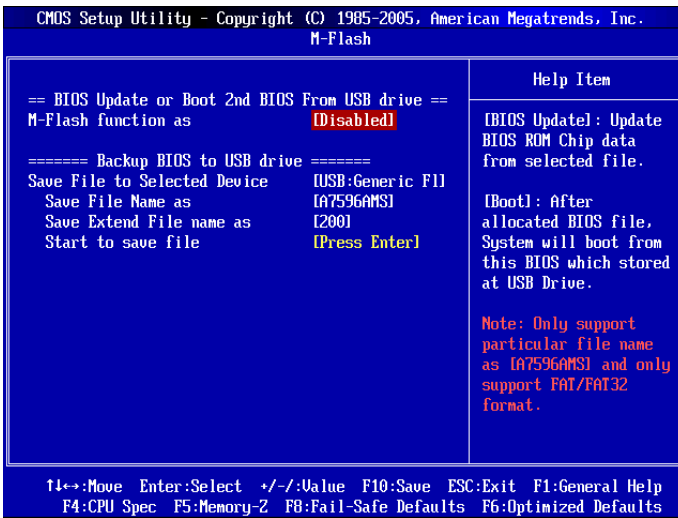 CMOS Setup Utility - Copyright (C) 1985-2005, American Megatrends, Inc.
M-Flash
== BIOS Update or Boot 2nd BIOS From USB drive ==
M-Flash function as [Disabled]
======= Backup BIOS to USB drive =======
Save File to Selected Device [USB:Generic Fl]
Save File Name as [A7596AMS]
Save Extend File name as [200]
Start to save file [Press Enter]
Help Item
[BIOS Update]: Update
BIOS ROM Chip data
from selected file.
[Boot]: After
allocated BIOS file,
System will boot from
this BIOS which stored
at USB Drive.
Note: Only support
particular file name
as [A7596AMS] and only
support FAT/FAT32
format.
↑↓←→:Move Enter:Select +/-/:Value F10:Save ESC:Exit F1:General Help
F4:CPU Spec F5:Memory-Z F8:Fail-Safe Defaults F6:Optimized Defaults